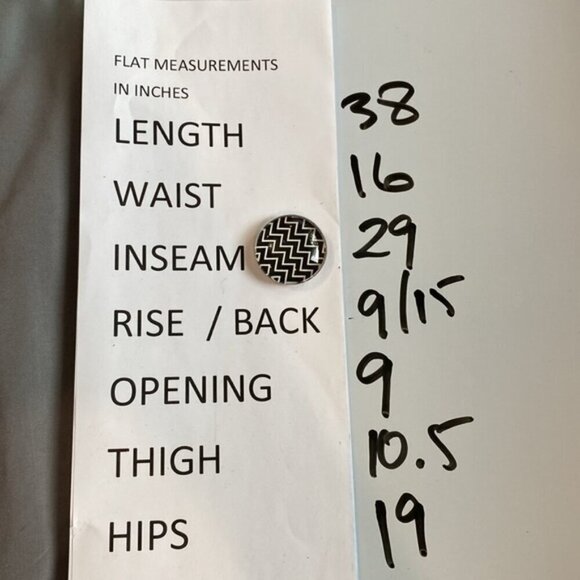 FLAT MEASUREMENTS
IN INCHES
LENGTH 38
WAIST 16
INSEAM 29
RISE / BACK 9/15
OPENING 9
THIGH 10.5
HIPS 19